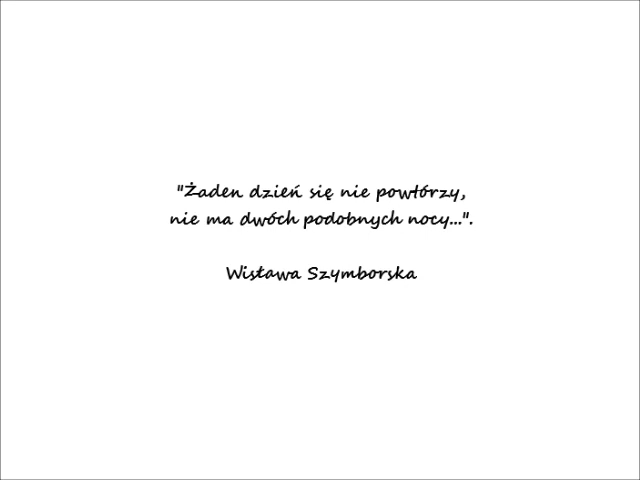 "Żaden dzień się nie powtórzy,
nie ma dwóch podobnych nocy...".
Wisława Szymborska